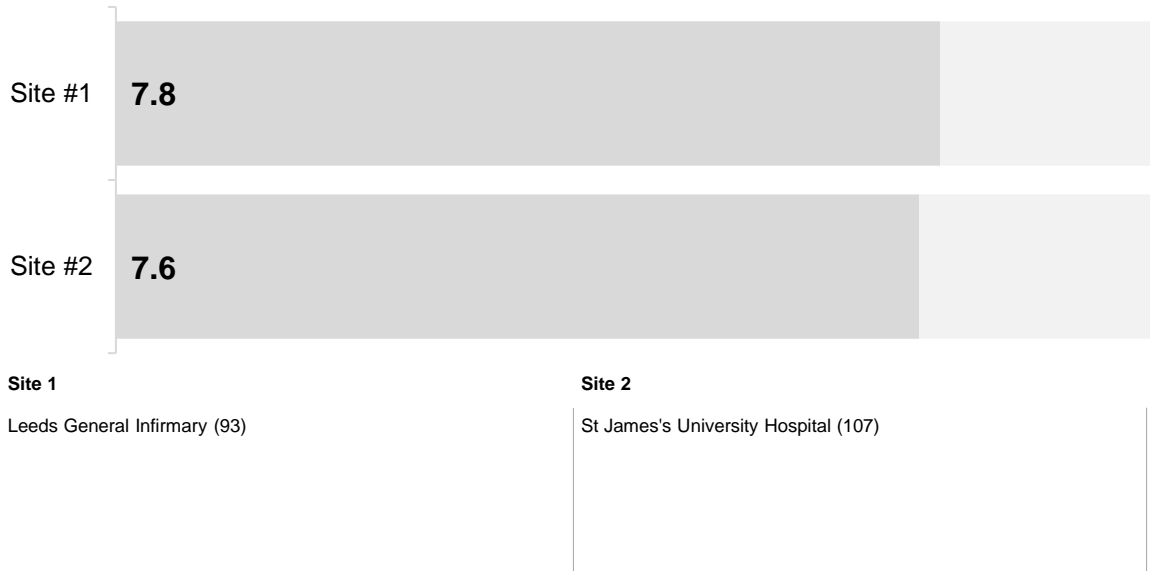 Site #1
7.8
Site #2
7.6
Site 1
Site 2
Leeds General Infirmary (93)
St James's University Hospital (107)